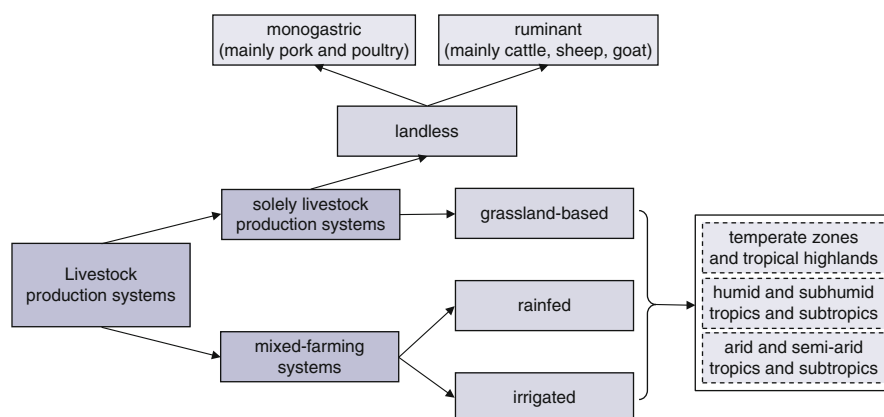 monogastric
(mainly pork and poultry)
ruminant
(mainly cattle, sheep, goat)
landless
solely livestock
production systems
grassland-based
Livestock
production systems
rainfed
mixed-farming
systems
irrigated
temperate zones
and tropical highlands
humid and subhumid
tropics and subtropics
arid and semi-arid
tropics and subtropics